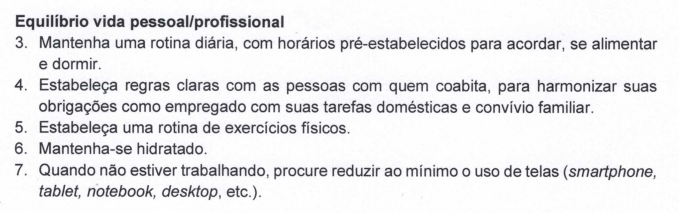 Equilíbrio vida pessoal/profissional
3. Mantenha uma rotina diária, com horários pré-estabelecidos para acordar, se alimentar
e dormir.
4. Estabeleça regras claras com as pessoas com quem coabita, para harmonizar suas
obrigações como empregado com suas tarefas domésticas e convívio familiar.
5. Estabeleça uma rotina de exercícios físicos.
6. Mantenha-se hidratado.
7. Quando não estiver trabalhando, procure reduzir ao mínimo o uso de telas (smartphone,
tablet, notebook, desktop, etc.).